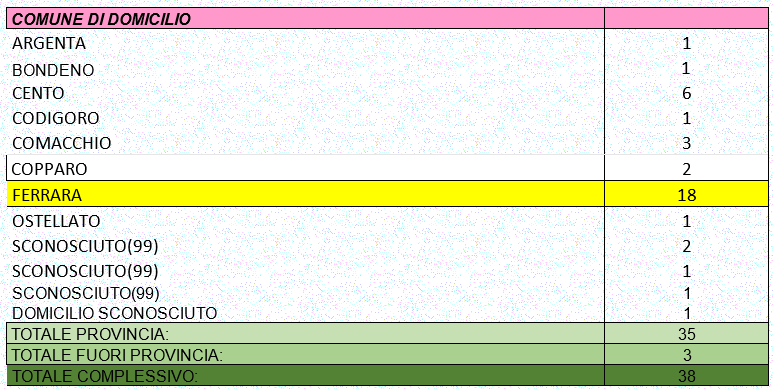 COMUNE DI DOMICILIO
ARGENTA 1
BONDENO 1
CENTO 6
CODIGORO 1
COMACCHIO 3
COPPARO 2
FERRARA 18
OSTELLATO 1
SCONOSCIUTO(99) 2
SCONOSCIUTO(99) 1
SCONOSCIUTO(99) 1
DOMICILIO SCONOSCIUTO 1
TOTALE PROVINCIA: 35
TOTALE FUORI PROVINCIA: 3
TOTALE COMPLESSIVO: 38